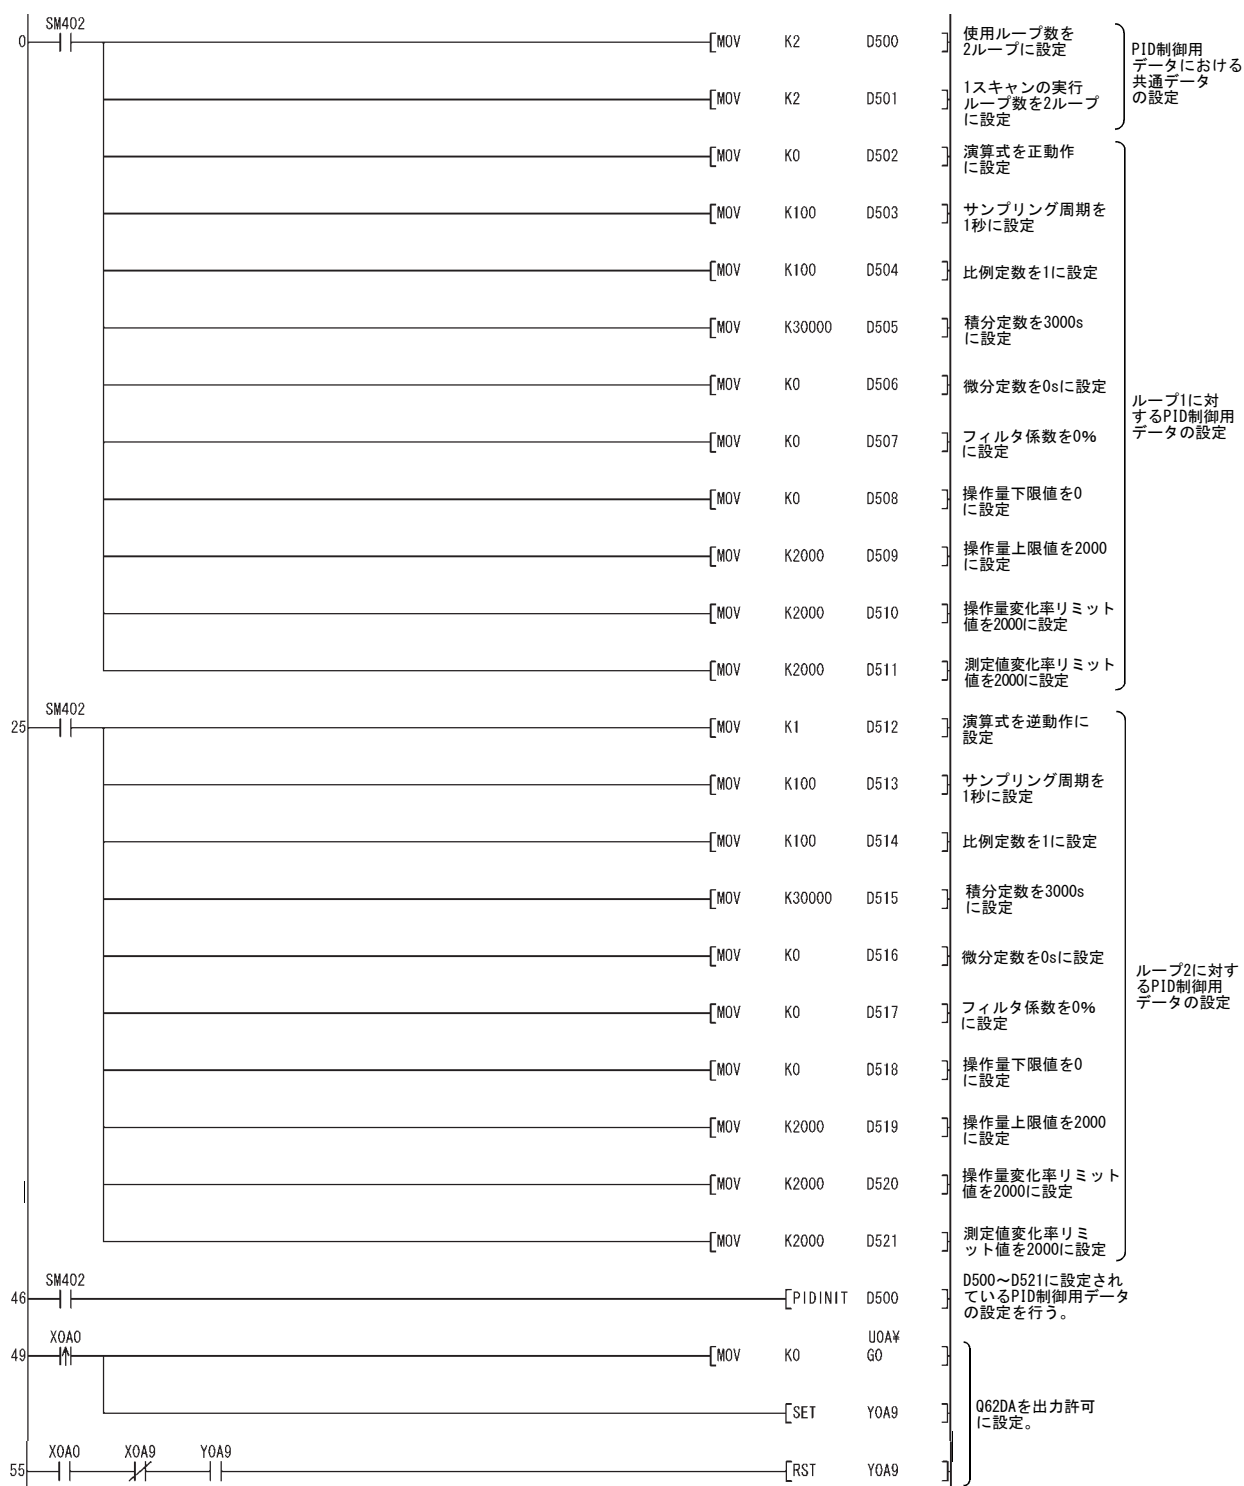 SM402
0 MOV K2 D500 使用ループ数を
2ループに設定
MOV K2 D501 1スキャンの実行
ループ数を2ループ
に設定
PID制御用
データにおける
共通データ
の設定
MOV K0 D502 演算式を正動作
に設定
MOV K100 D503 サンプリング周期を
1秒に設定
MOV K100 D504 比例定数を1に設定
MOV K30000 D505 積分定数を3000s
に設定
MOV K0 D506 微分定数を0sに設定
MOV K0 D507 フィルタ係数を0%
に設定
MOV K0 D508 操作量下限値を0
に設定
MOV K2000 D509 操作量上限値を2000
に設定
MOV K2000 D510 操作量変化率リミット
値を2000に設定
MOV K2000 D511 測定値変化率リミット
値を2000に設定
ループ1に対
するPID制御用
データの設定
SM402
25 MOV K1 D512 演算式を逆動作に
設定
MOV K100 D513 サンプリング周期を
1秒に設定
MOV K100 D514 比例定数を1に設定
MOV K30000 D515 積分定数を3000s
に設定
MOV K0 D516 微分定数を0sに設定
MOV K0 D517 フィルタ係数を0%
に設定
MOV K0 D518 操作量下限値を0
に設定
MOV K2000 D519 操作量上限値を2000
に設定
MOV K2000 D520 操作量変化率リミット
値を2000に設定
MOV K2000 D521 測定値変化率リミ
ット値を2000に設定
ループ2に対す
るPID制御用
データの設定
SM402
46 PIDINIT D500 D500～D521に設定され
ているPID制御用データ
の設定を行う。
X0A0 U0A¥
49 MOV K0 G0
SET Y0A9
Q62DAを出力許可
に設定。
X0A0 X0A9 Y0A9
55 RST Y0A9